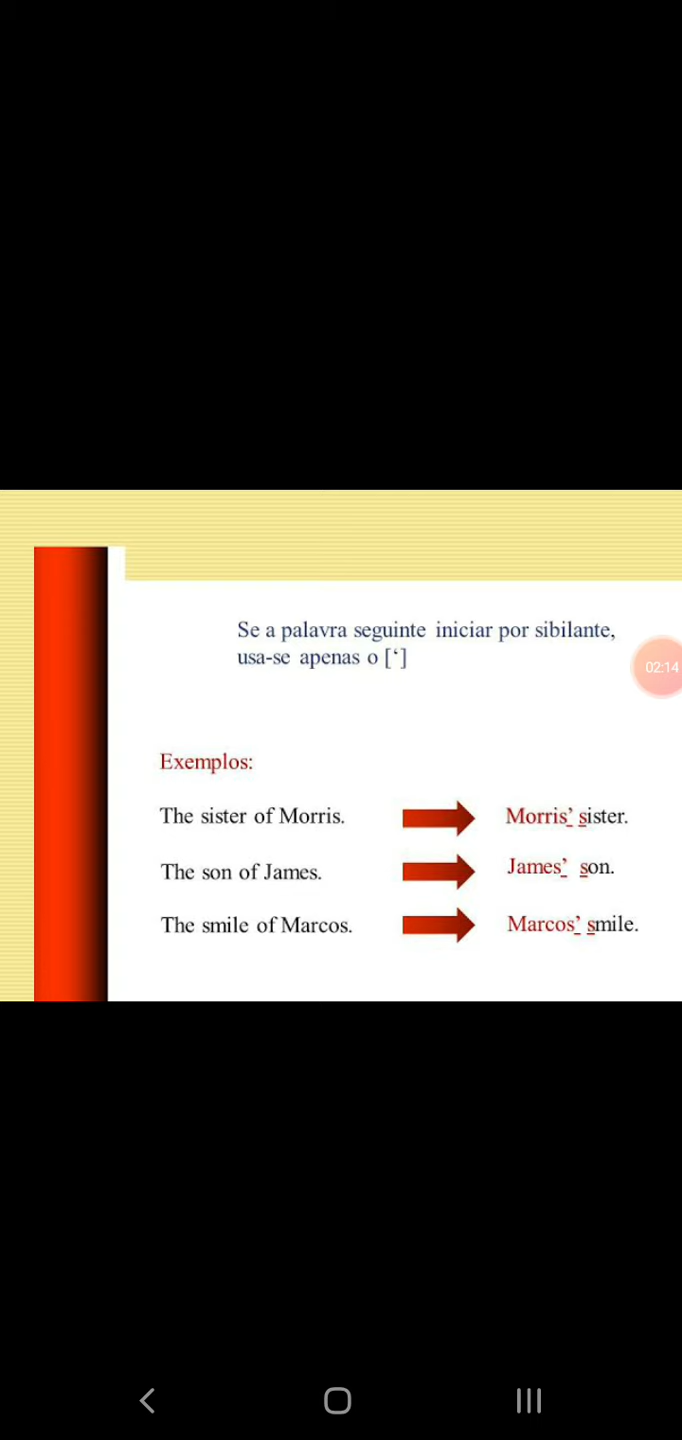 Se a palavra seguinte iniciar por sibilante,
usa-se apenas o [‘]
02:14
Exemplos:
The sister of Morris. Morris’ sister.
The son of James. James’ son.
The smile of Marcos. Marcos’ smile.